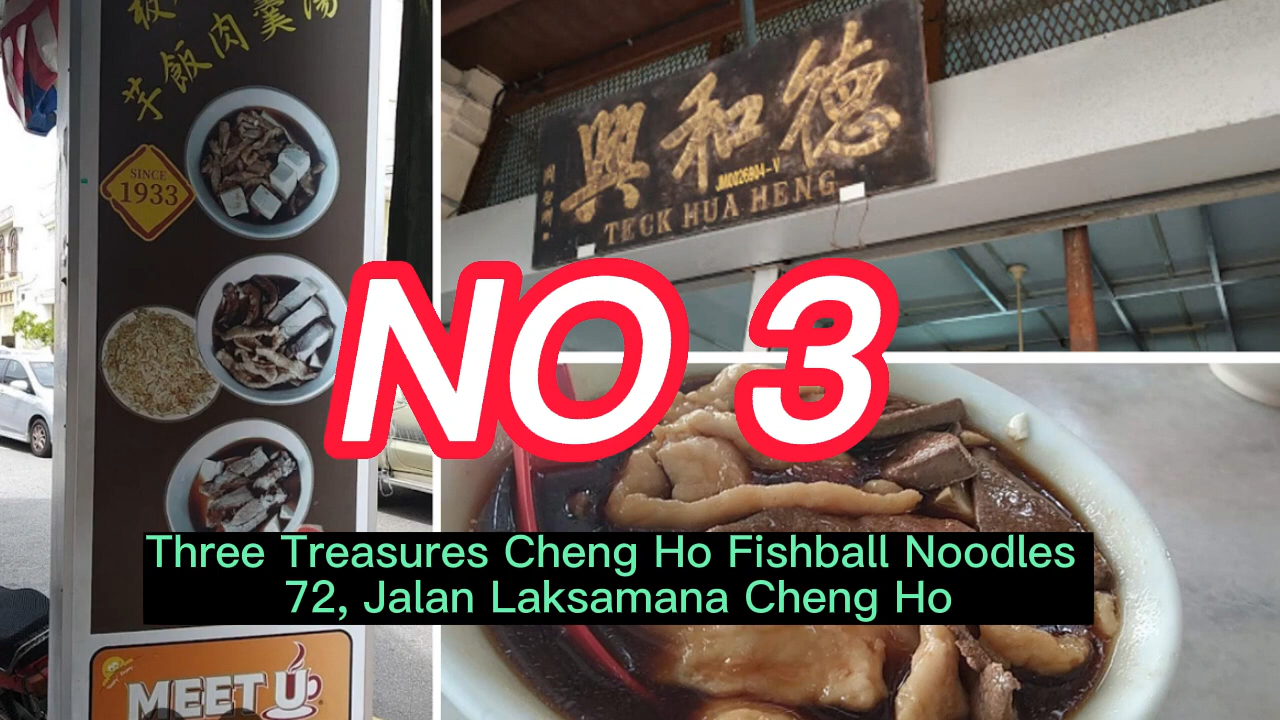 芋飯肉羹湯
SINCE
1933
MEET U
德和興
JM0026904-V
TECK HUA HENG
NO 3
Three Treasures Cheng Ho Fishball Noodles
72, Jalan Laksamana Cheng Ho